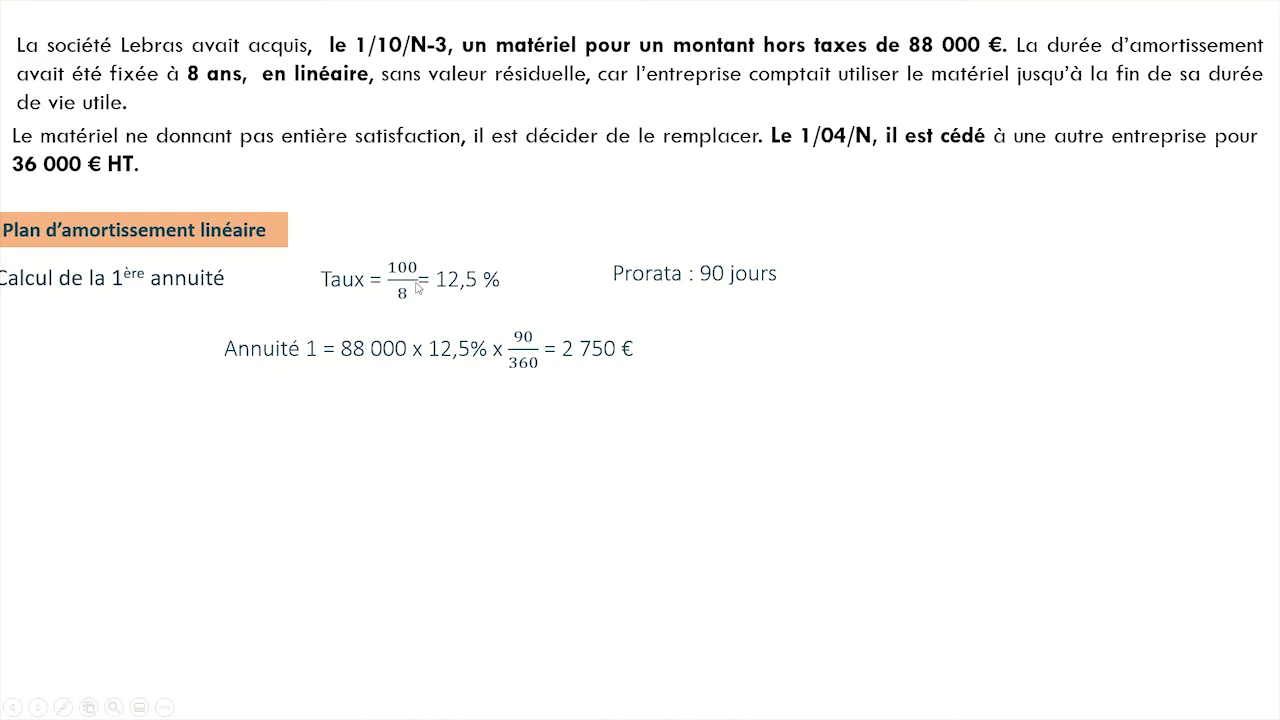 La société Lebras avait acquis, le 1/10/N-3, un matériel pour un montant hors taxes de 88 000 €. La durée d'amortissement
avait été fixée à 8 ans, en linéaire, sans valeur résiduelle, car l'entreprise comptait utiliser le matériel jusqu'à la fin de sa durée
de vie utile.
Le matériel ne donnant pas entière satisfaction, il est décider de le remplacer. Le 1/04/N, il est cédé à une autre entreprise pour
36 000 € HT.
Plan d'amortissement linéaire
Calcul de la 1ère annuité Taux = 100/8 = 12,5 % Prorata : 90 jours
Annuité 1 = 88 000 x 12,5% x 90/360 = 2 750 €